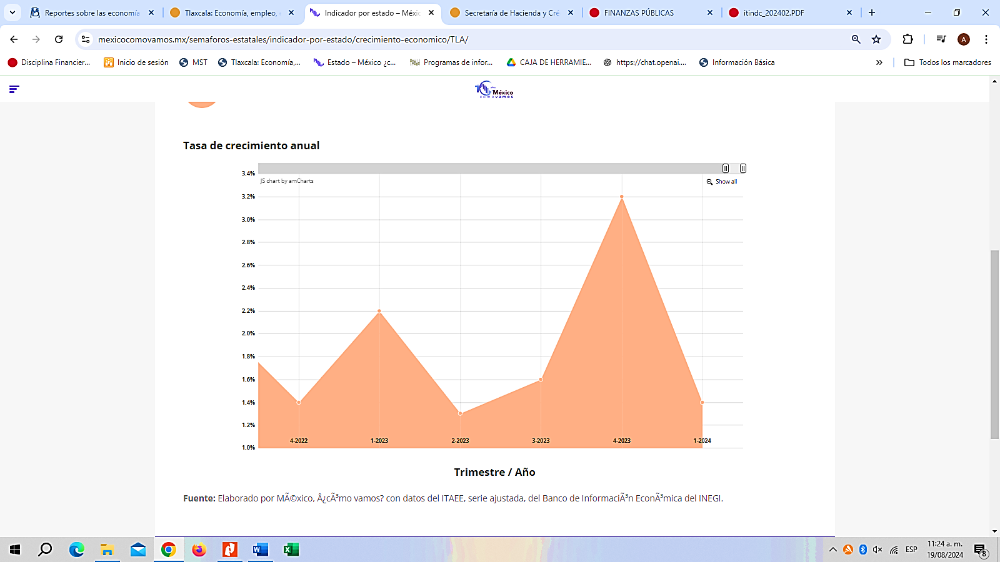 Reportes sobre las economía
Tlaxcala: Economía, empleo,
Indicador por estado – Méxic
Secretaría de Hacienda y Cré
FINANZAS PÚBLICAS
itindc_202402.PDF
mexicocomovamos.mx/semaforos-estatales/indicador-por-estado/crecimiento-economico/TLA/
A
Disciplina Financier...
Inicio de sesión
MST
Tlaxcala: Economía,...
Estado – México ¿c...
Programas de infor...
CAJA DE HERRAMIE...
https://chat.openai....
Información Básica
»
Todos los marcadores
México
comovamos
Tasa de crecimiento anual
JS chart by amCharts
Show all
3.4%
3.2%
3.0%
2.8%
2.6%
2.4%
2.2%
2.0%
1.8%
1.6%
1.4%
1.2%
1.0%
4-2022
1-2023
2-2023
3-2023
4-2023
1-2024
Trimestre / Año
Fuente: Elaborado por MÃ©xico, Â¿cÃ³mo vamos? con datos del ITAEE, serie ajustada, del Banco de InformaciÃ³n EconÃ³mica del INEGI.
ESP
11:24 a. m.
19/08/2024
8